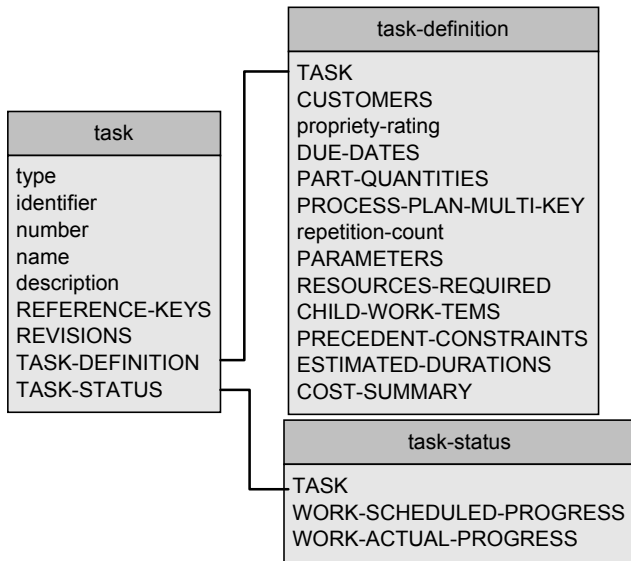 task-definition
TASK
CUSTOMERS
propriety-rating
DUE-DATES
PART-QUANTITIES
PROCESS-PLAN-MULTI-KEY
repetition-count
PARAMETERS
RESOURCES-REQUIRED
CHILD-WORK-TEMS
PRECEDENT-CONSTRAINTS
ESTIMATED-DURATIONS
COST-SUMMARY
task
type
identifier
number
name
description
REFERENCE-KEYS
REVISIONS
TASK-DEFINITION
TASK-STATUS
task-status
TASK
WORK-SCHEDULED-PROGRESS
WORK-ACTUAL-PROGRESS